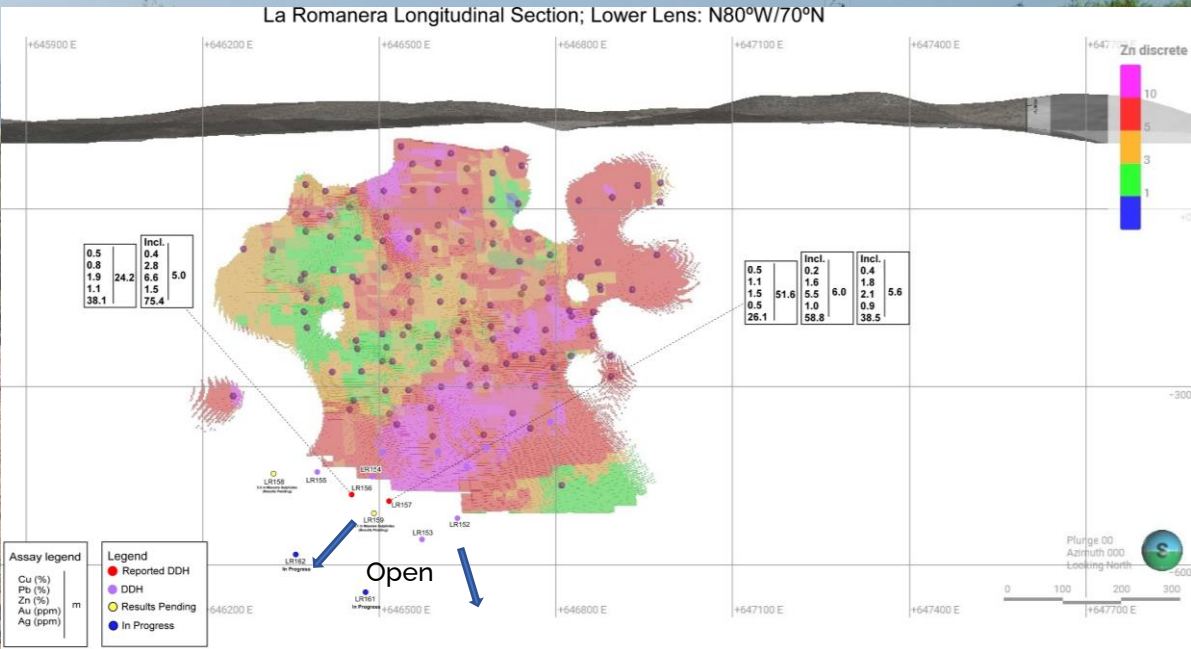 La Romanera Longitudinal Section; Lower Lens: N80ºW/70ºN
+645900 E
+646200 E
+646500 E
+646800 E
+647100 E
+647400 E
Zn discrete
10
5
3
1
0.5
0.8
1.9
1.1
38.1
24.2
Incl.
0.4
2.8
6.6
1.5
75.4
5.0
0.5
1.1
1.5
0.5
26.1
51.6
Incl.
0.2
1.6
5.5
1.0
58.8
6.0
Incl.
0.4
1.8
2.1
0.9
38.5
5.6
-300
LR154
LR158
(Results Pending)
LR155
LR156
LR157
LR159
(Results Pending)
LR152
LR153
LR162
In Progress
Open
LR161
In Progress
Assay legend
Cu (%)
Pb (%)
Zn (%)
Au (ppm)
Ag (ppm)
m
Legend
Reported DDH
DDH
Results Pending
In Progress
Plunge 00
Azimuth 000
Looking North
S
-600
0 100 200 300
+646200 E
+646500 E
+646800 E
+647100 E
+647400 E
+647700 E